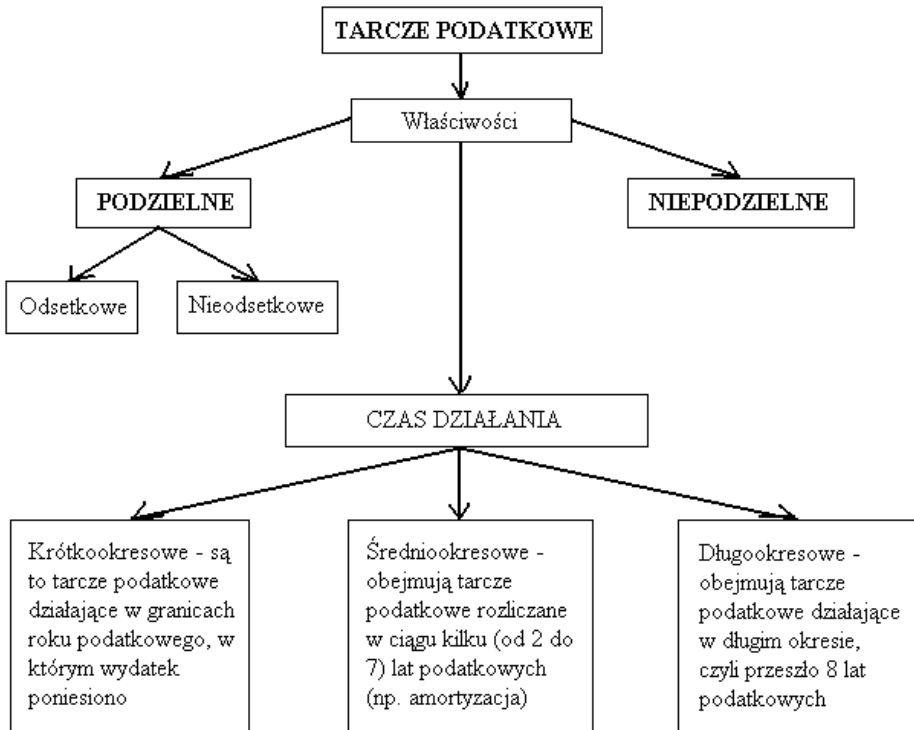 TARCZE PODATKOWE
Właściwości
PODZIELNE
NIEPODZIELNE
Odsetkowe
Nieodsetkowe
CZAS DZIAŁANIA
Krótkookresowe - są
to tarcze podatkowe
działające w granicach
roku podatkowego, w
którym wydatek
poniesiono
Średniookresowe -
obejmują tarcze
podatkowe rozliczane
w ciągu kilku (od 2 do
7) lat podatkowych
(np. amortyzacja)
Długookresowe -
obejmują tarcze
podatkowe działające
w długim okresie,
czyli przeszło 8 lat
podatkowych